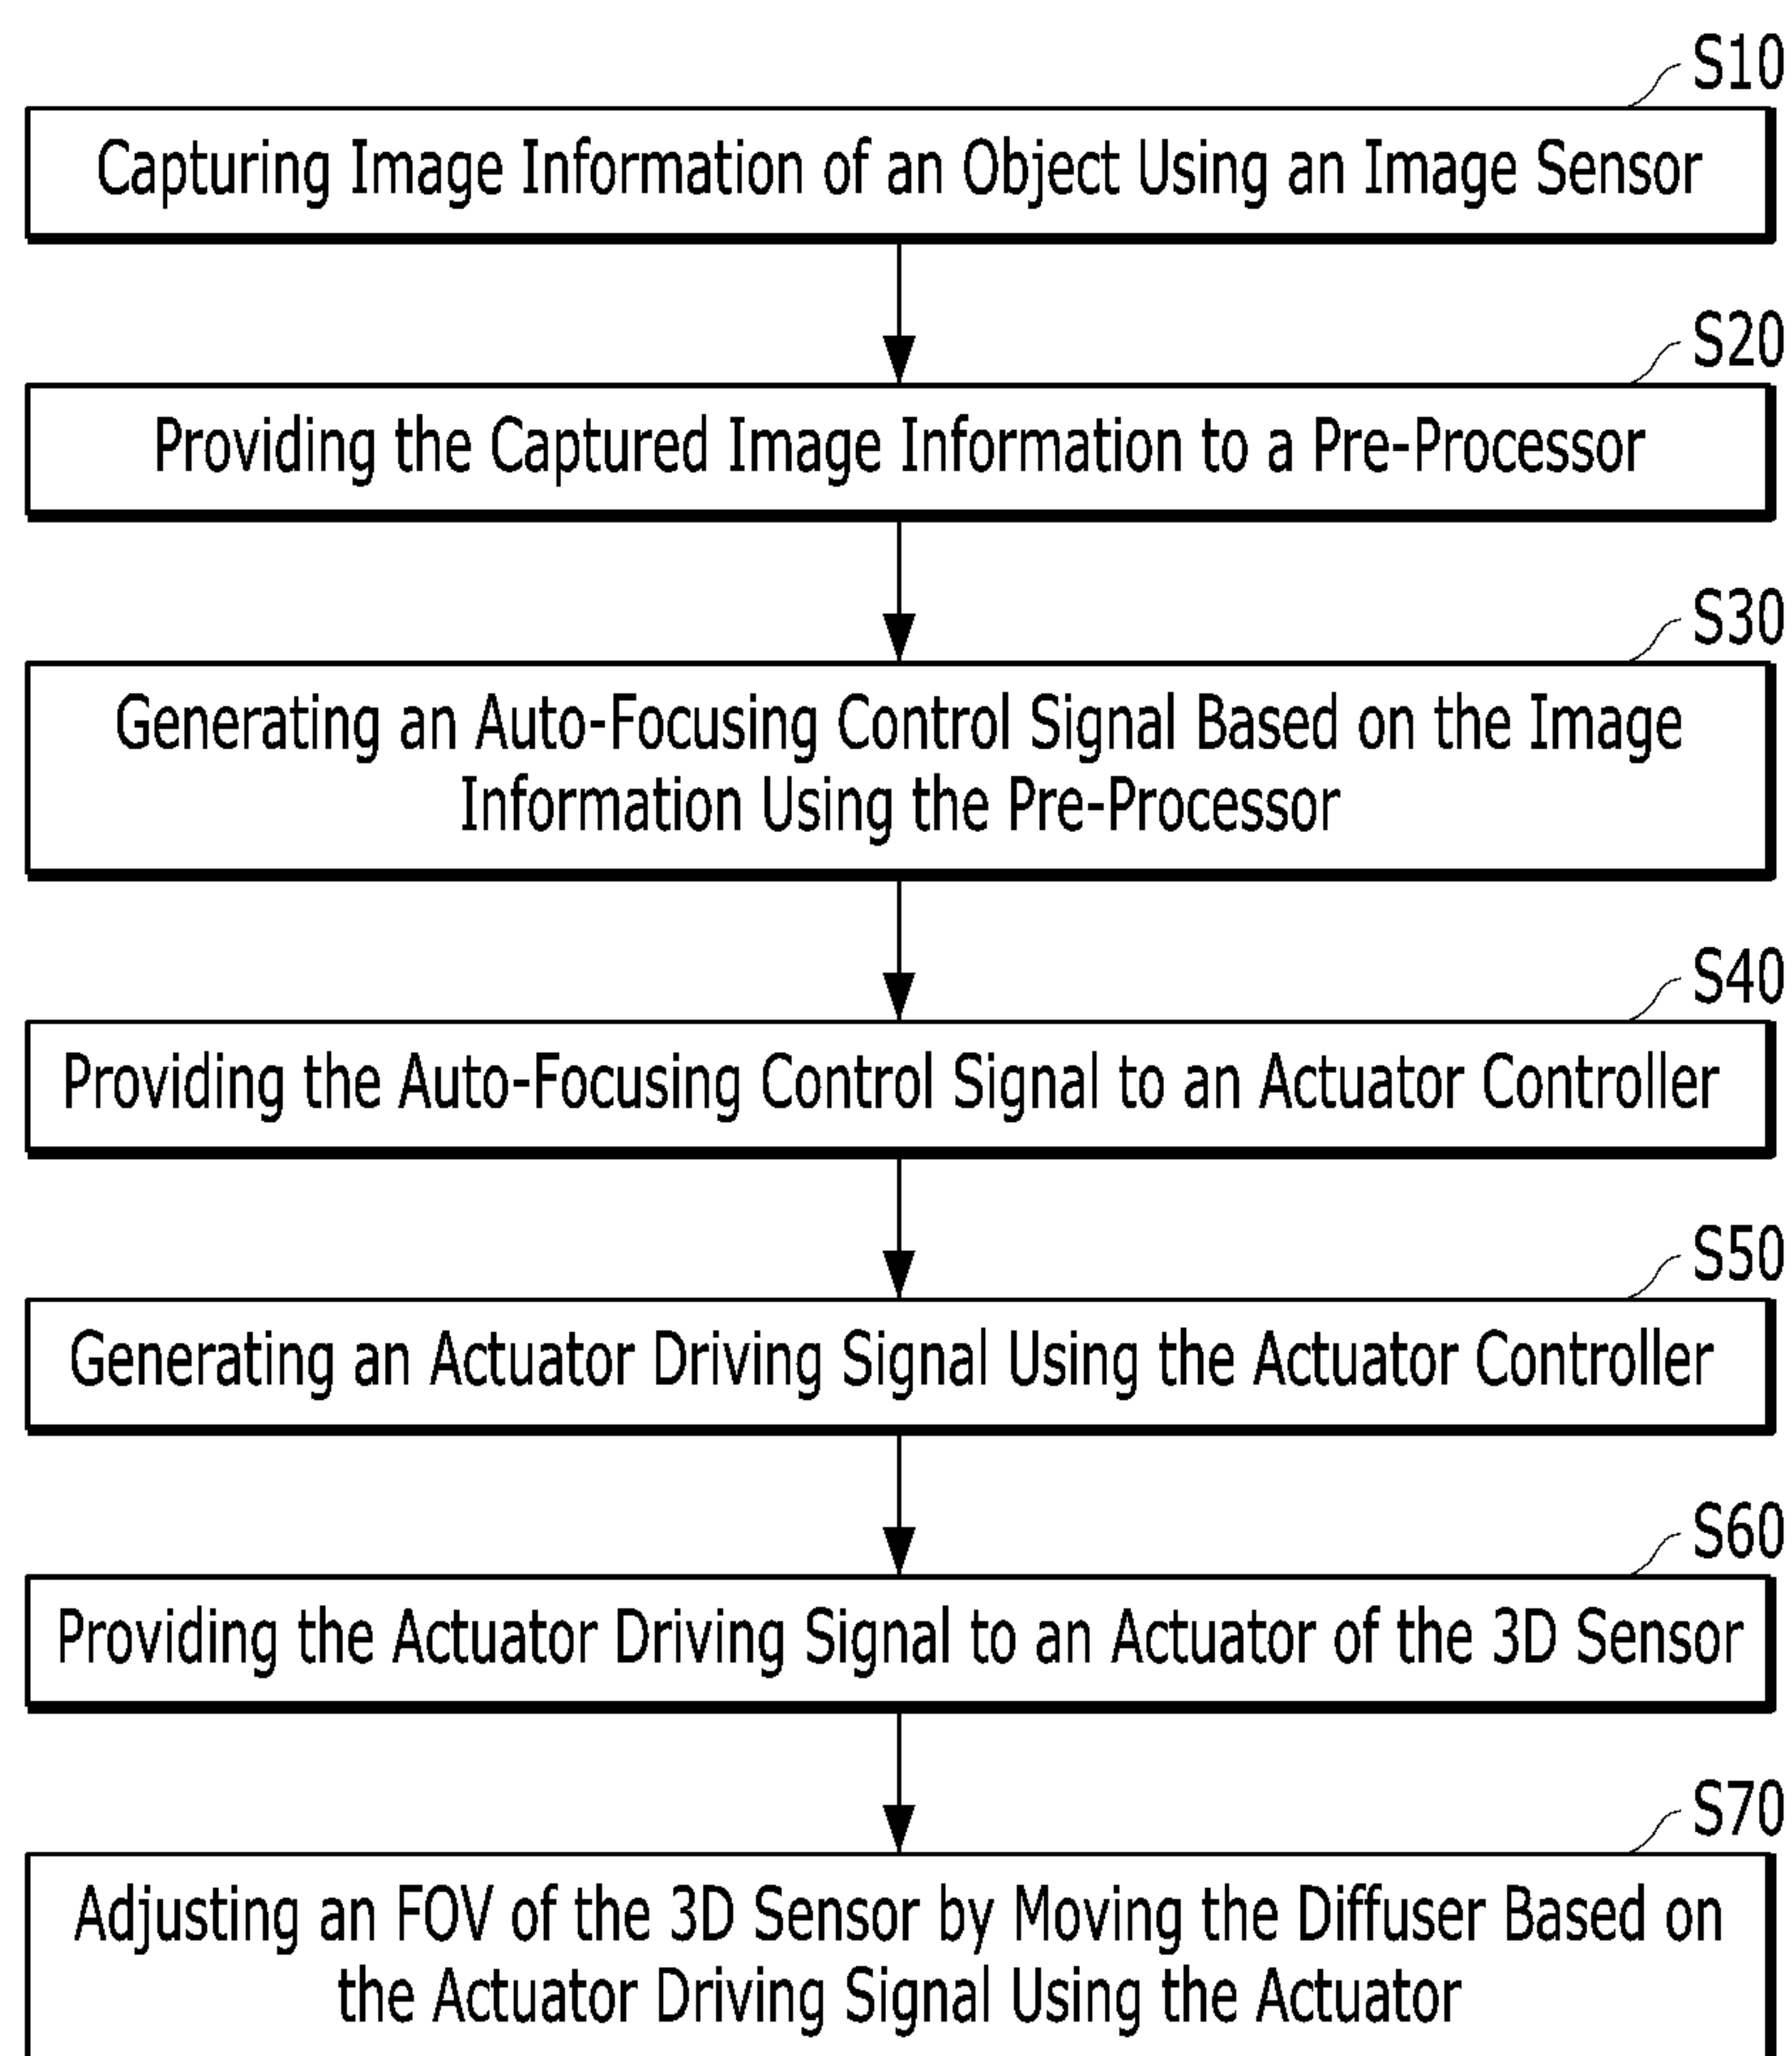 S10
Capturing Image Information of an Object Using an Image Sensor
S20
Providing the Captured Image Information to a Pre-Processor
S30
Generating an Auto-Focusing Control Signal Based on the Image
Information Using the Pre-Processor
S40
Providing the Auto-Focusing Control Signal to an Actuator Controller
S50
Generating an Actuator Driving Signal Using the Actuator Controller
S60
Providing the Actuator Driving Signal to an Actuator of the 3D Sensor
S70
Adjusting an FOV of the 3D Sensor by Moving the Diffuser Based on
the Actuator Driving Signal Using the Actuator